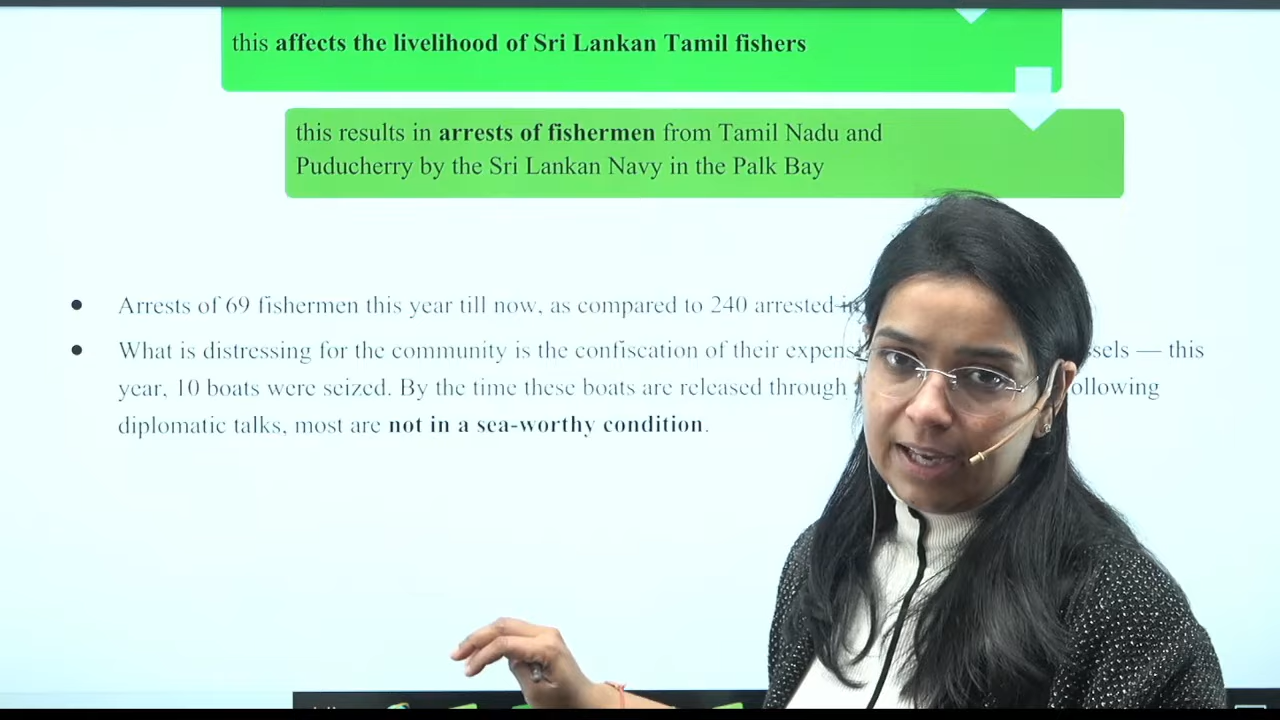 this affects the livelihood of Sri Lankan Tamil fishers
this results in arrests of fishermen from Tamil Nadu and
Puducherry by the Sri Lankan Navy in the Palk Bay
● Arrests of 69 fishermen this year till now, as compared to 240 arrested
● What is distressing for the community is the confiscation of their — this
year, 10 boats were seized. By the time these boats are released through
diplomatic talks, most are not in a sea-worthy condition.